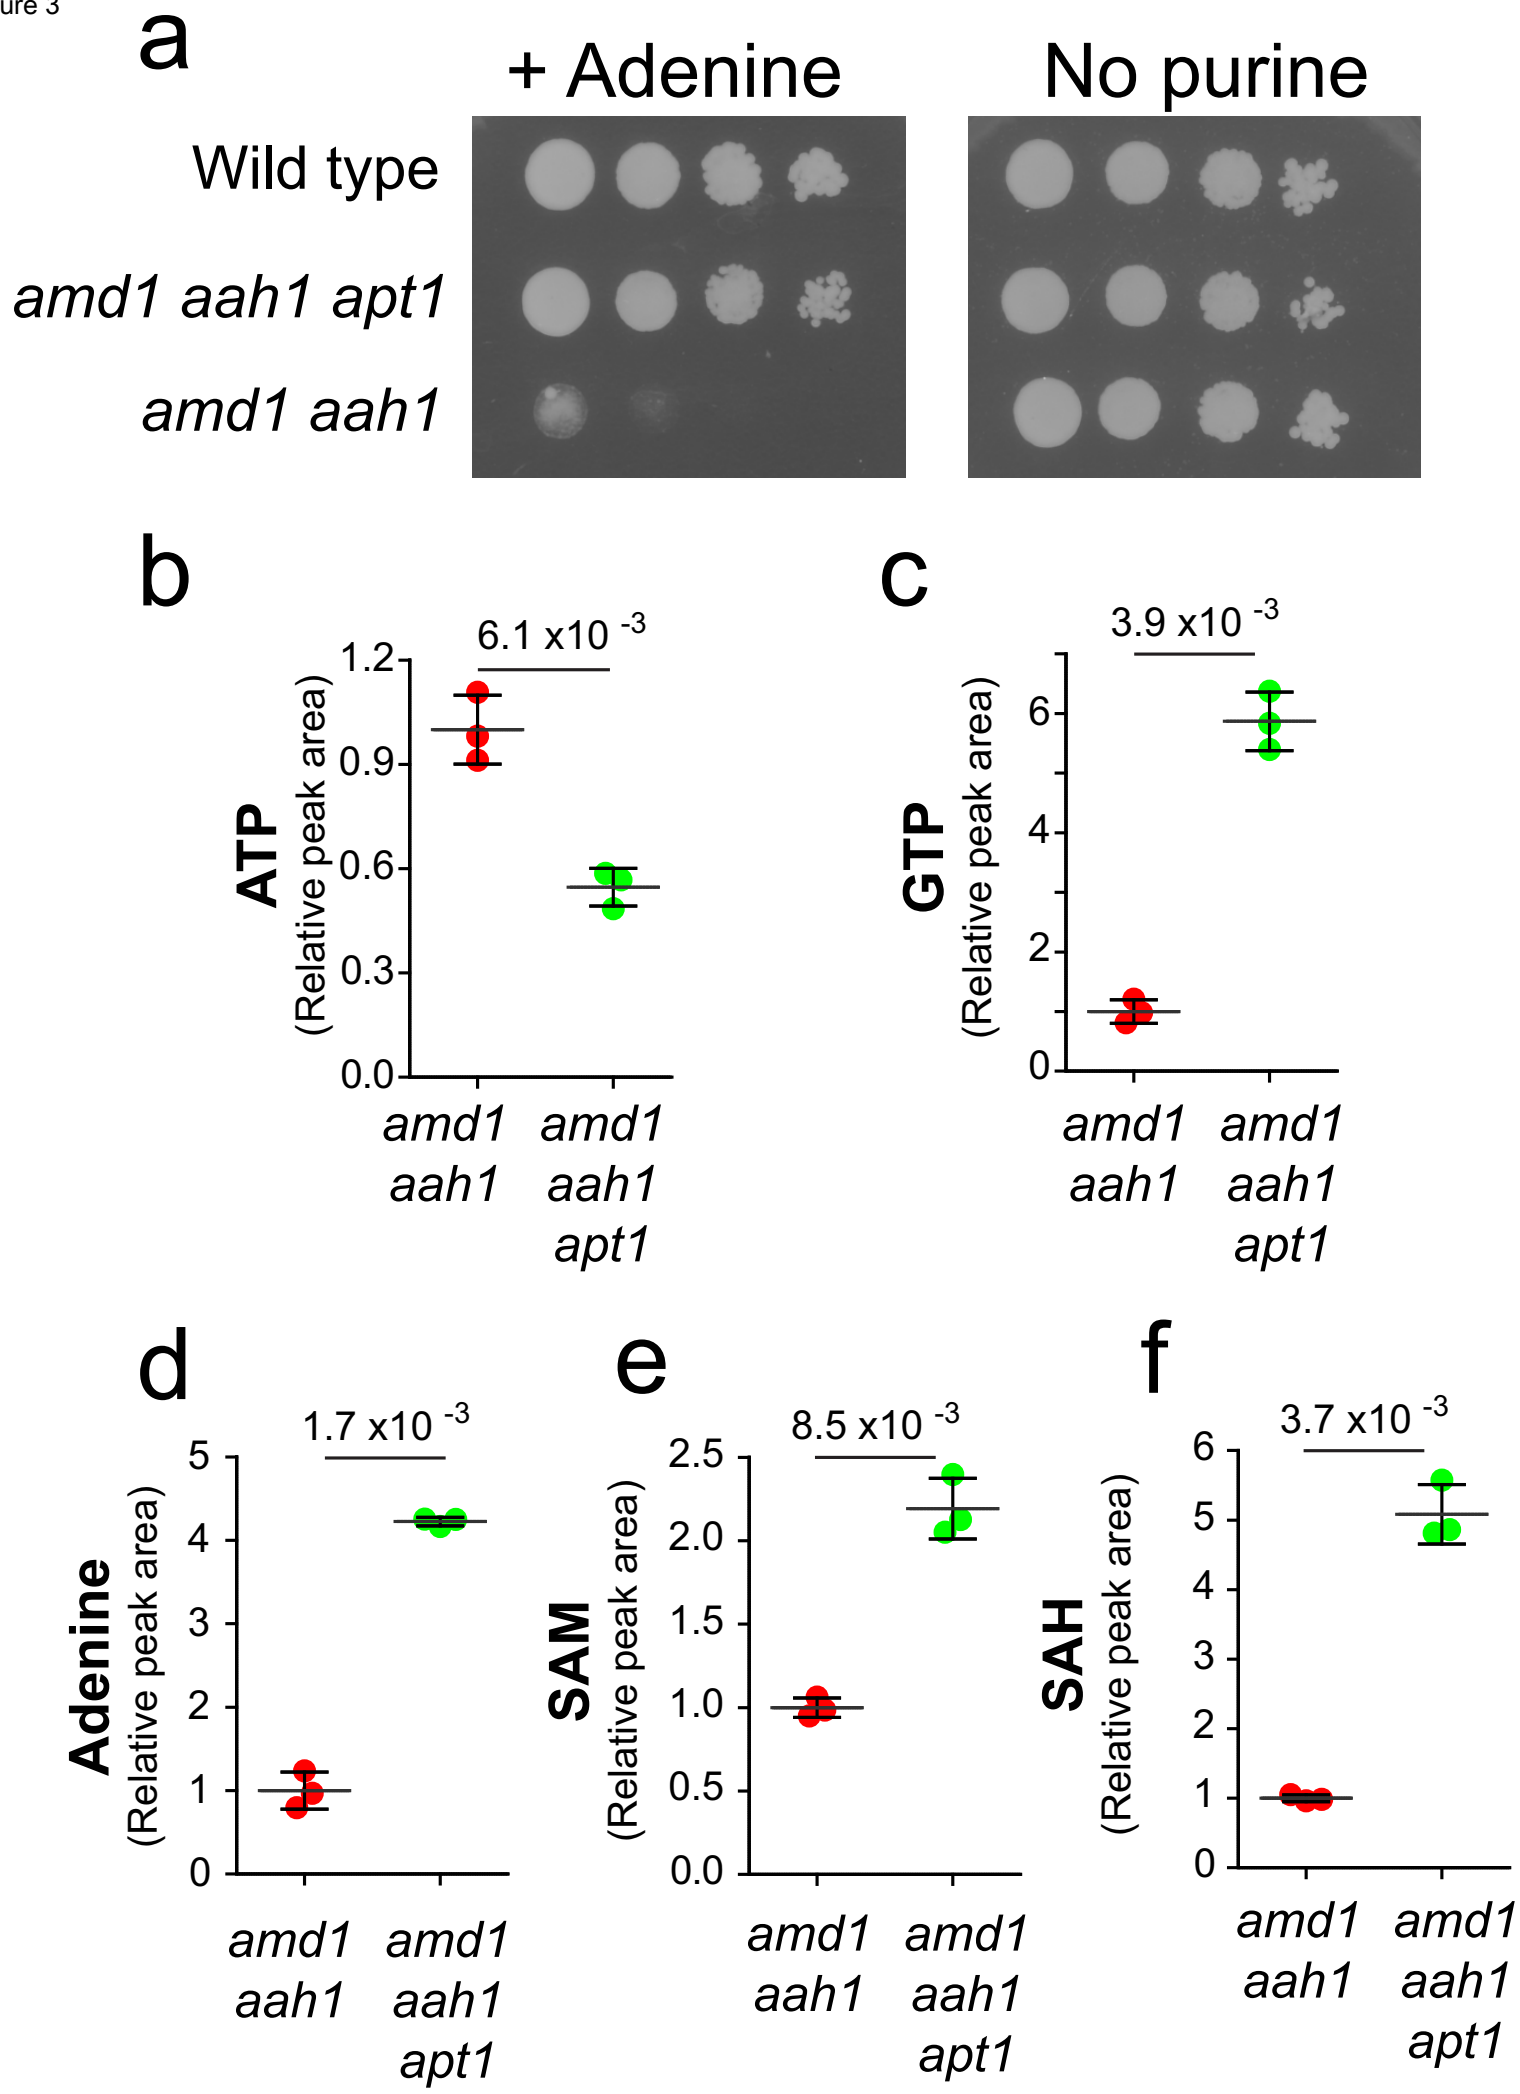 ure 3
a
+ Adenine
No purine
Wild type
amd1 aah1 apt1
amd1 aah1
b
6.1 x10 -3
1.2
0.9
0.6
0.3
0.0
ATP
(Relative peak area)
amd1 amd1
aah1 aah1
apt1
c
3.9 x10 -3
6
4
2
0
GTP
(Relative peak area)
amd1 amd1
aah1 aah1
apt1
d
1.7 x10 -3
5
4
3
2
1
0
Adenine
(Relative peak area)
amd1 amd1
aah1 aah1
apt1
e
8.5 x10 -3
2.5
2.0
1.5
1.0
0.5
0.0
SAM
(Relative peak area)
amd1 amd1
aah1 aah1
apt1
f
3.7 x10 -3
6
5
4
3
2
1
0
SAH
(Relative peak area)
amd1 amd1
aah1 aah1
apt1